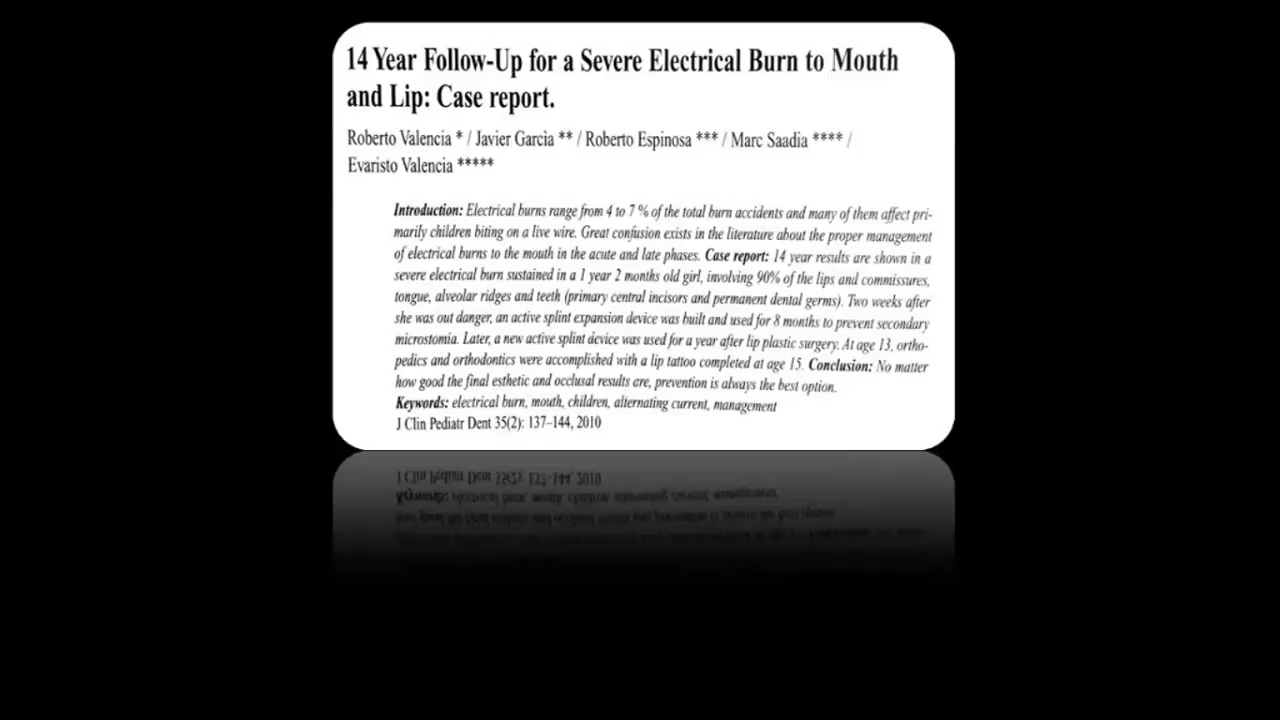 14 Year Follow-Up for a Severe Electrical Burn to Mouth
and Lip: Case report.
Roberto Valencia * / Javier Garcìa ** / Roberto Espinosa *** / Marc Saadia **** /
Evaristo Valencia *****
Introduction: Electrical burns range from 4 to 7 % of the total burn accidents and many of them affect pri-
marily children biting on a live wire. Great confusion exists in the literature about the proper management
of electrical burns to the mouth in the acute and late phases. Case report: 14 year results are shown in a
severe electrical burn sustained in a 1 year 2 months old girl, involving 90% of the lips and commissures,
tongue, alveolar ridges and teeth (primary central incisors and permanent dental germs). Two weeks after
she was out danger, an active splint expansion device was built and used for 8 months to prevent secondary
microstomia. Later, a new active splint device was used for a year after lip plastic surgery. At age 13, ortho-
pedics and orthodontics were accomplished with a lip tattoo completed at age 15. Conclusion: No matter
how good the final esthetic and occlusal results are, prevention is always the best option.
Keywords: electrical burn, mouth, children, alternating current, management
J Clin Pediatr Dent 35(2): 137–144, 2010